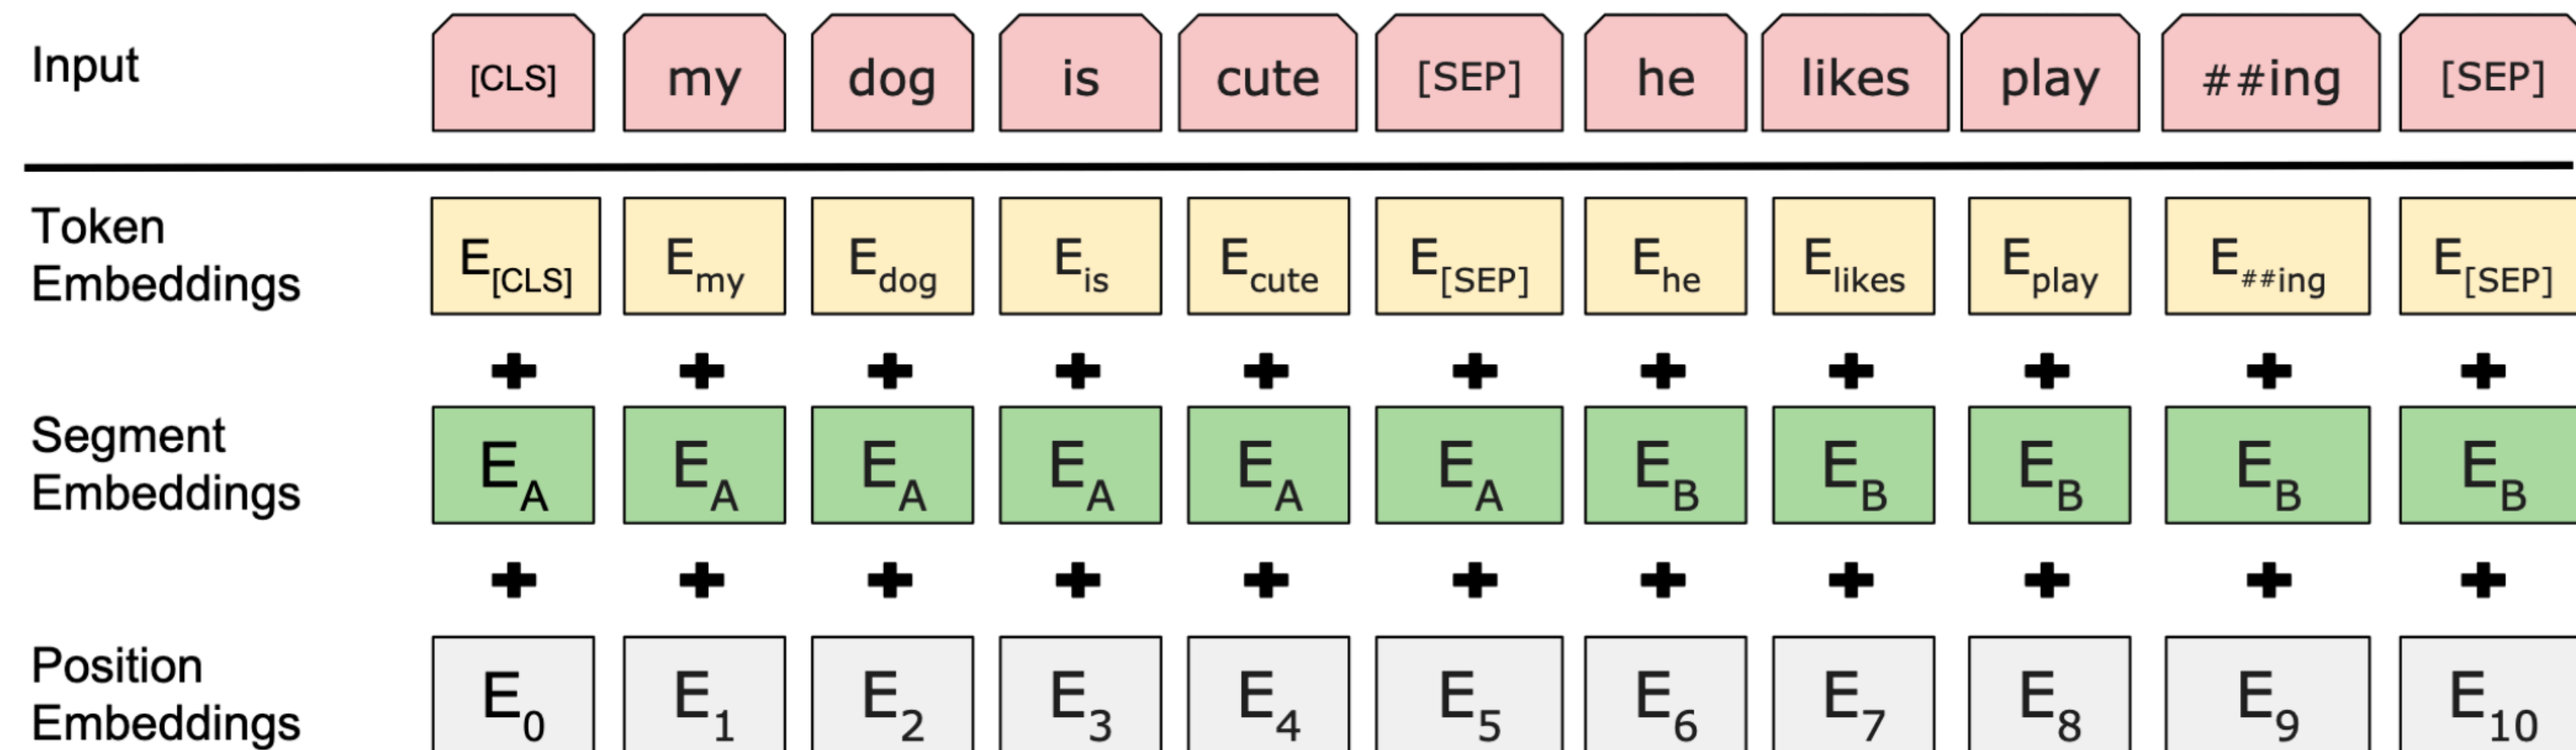 Input [CLS] my dog is cute [SEP] he likes play ##ing [SEP]
Token Embeddings E[CLS] Emy Edog Eis Ecute E[SEP] Ehe Elikes Eplay E##ing E[SEP]
+ + + + + + + + + + +
Segment Embeddings EA EA EA EA EA EA EB EB EB EB EB
+ + + + + + + + + + +
Position Embeddings E0 E1 E2 E3 E4 E5 E6 E7 E8 E9 E10